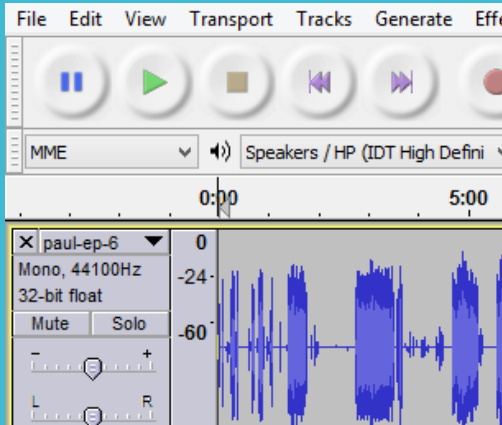 File Edit View Transport Tracks Generate Effe
MME Speakers / HP (IDT High Defini
0:00 5:00
X paul-ep-6 0
Mono, 44100Hz -24
32-bit float
Mute Solo -60
- +
L R